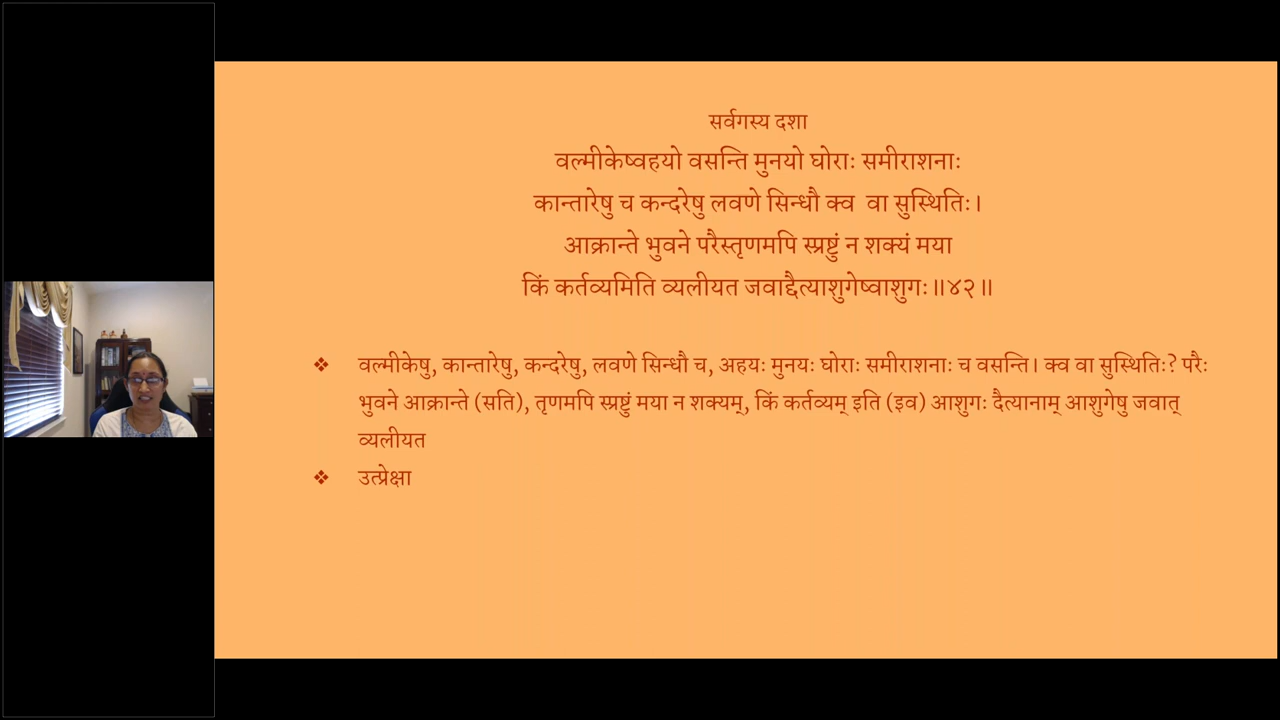 सर्वगस्य दशा
वल्मीकेष्वहयो वसन्ति मुनयो घोराः समीराशनाः
कान्तारेषु च कन्दरेषु लवणे सिन्धौ क्व वा सुस्थितिः।
आक्रान्ते भुवने परैस्तृणमपि स्प्रष्टुं न शक्यं मया
किं कर्तव्यमिति व्यलीयत जवाद्दैत्याशुगेष्वाशुगः॥४२॥
❖ वल्मीकेषु, कान्तारेषु, कन्दरेषु, लवणे सिन्धौ च, अहयः मुनयः घोराः समीराशनाः च वसन्ति। क्व वा सुस्थितिः? परैः
भुवने आक्रान्ते (सति), तृणमपि स्प्रष्टुं मया न शक्यम्, किं कर्तव्यम् इति (इव) आशुगः दैत्यानाम् आशुगेषु जवात्
व्यलीयत
❖ उत्प्रेक्षा